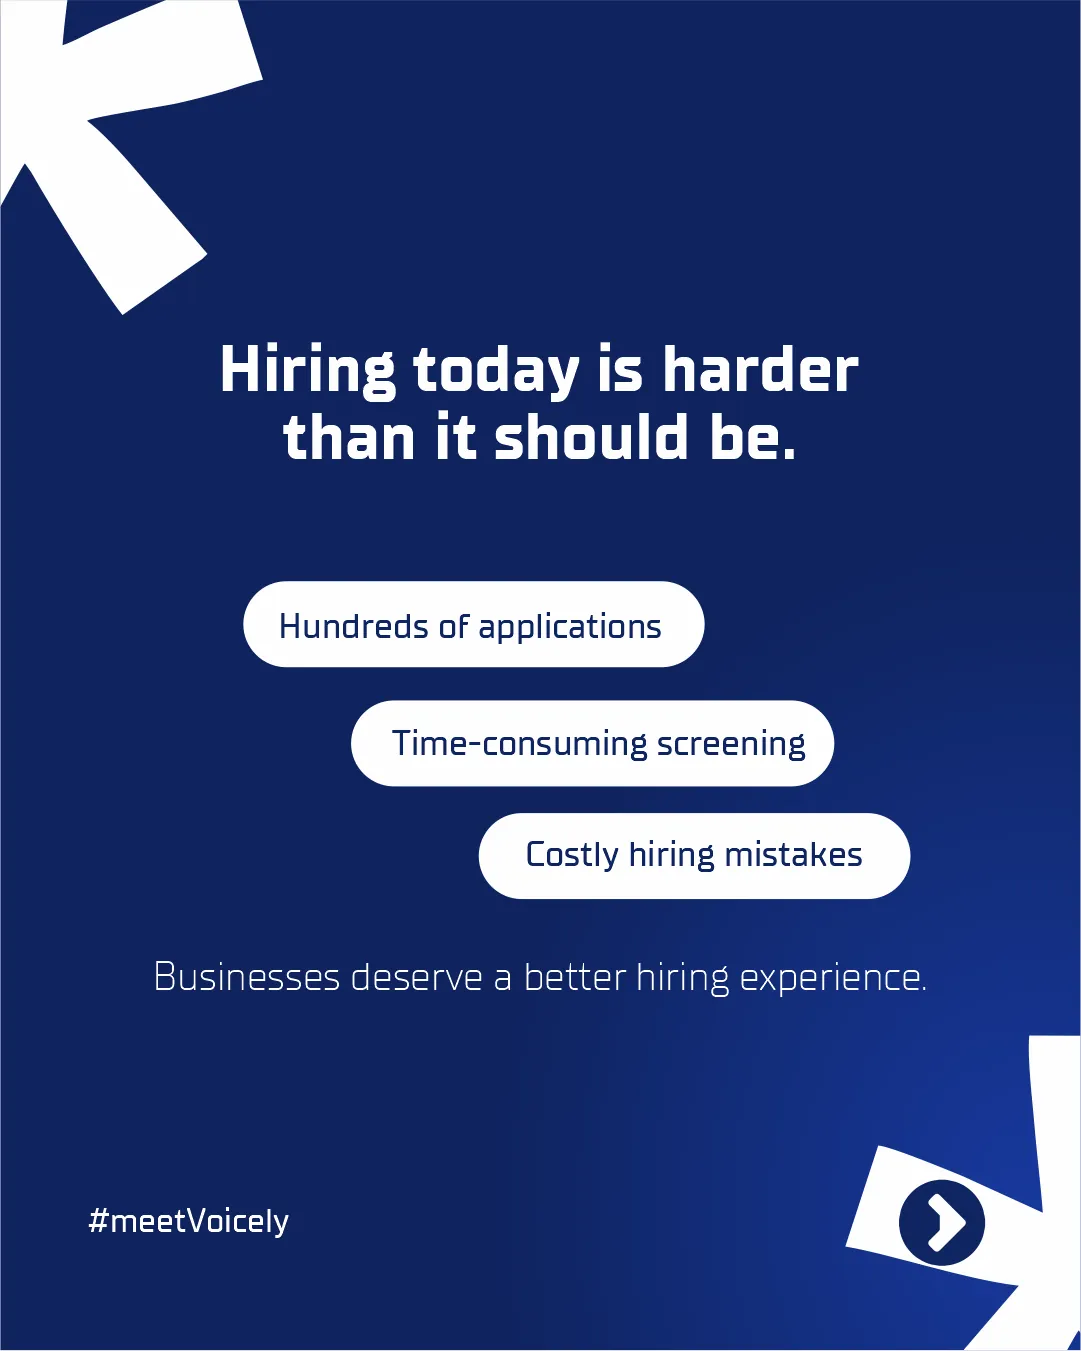 Hiring today is harder
than it should be.
Hundreds of applications
Time-consuming screening
Costly hiring mistakes
Businesses deserve a better hiring experience.
#meetVoicely